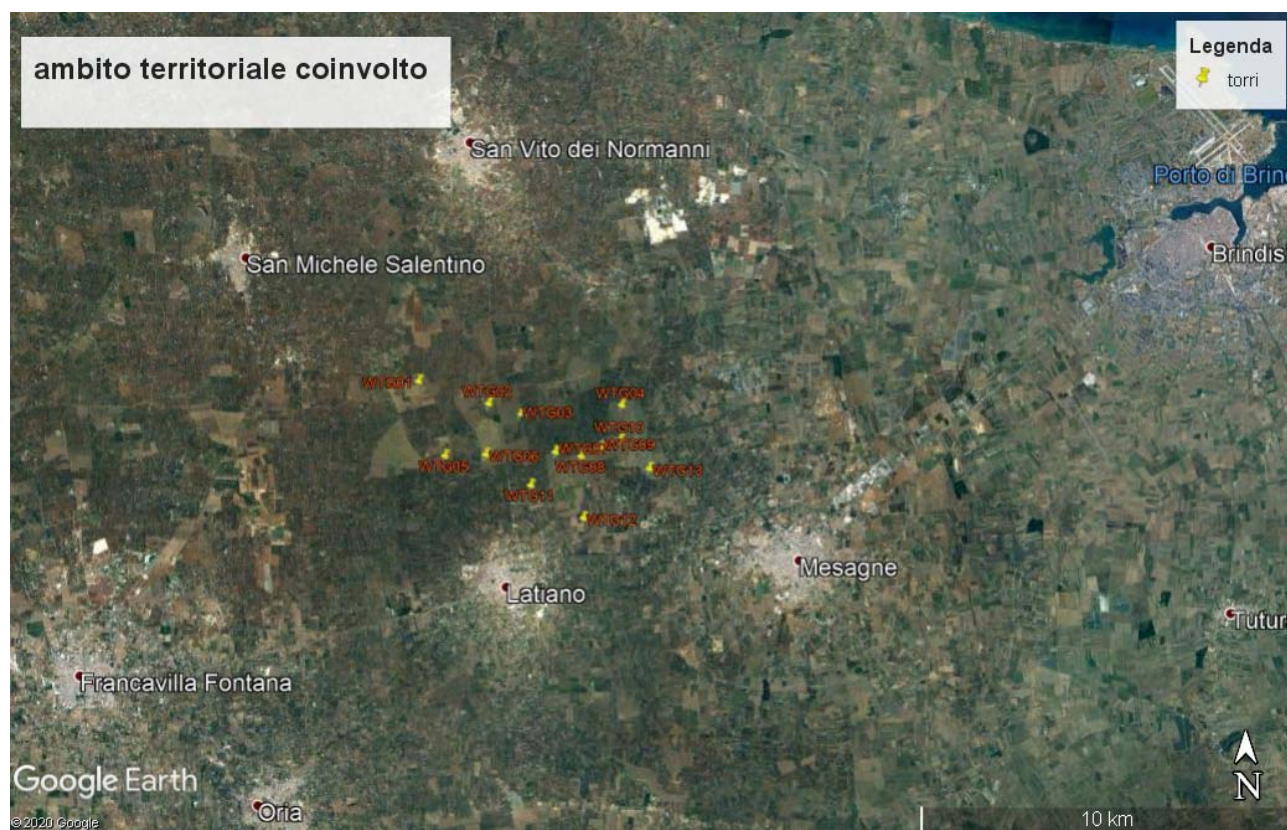 ambito territoriale coinvolto
Legenda
torri
San Vito dei Normanni
Porto di Brin
San Michele Salentino
Brindis
WTG01
WTG02
WTG03
WTG04
WTG09
WTG05
WTG06
WTG08
WTG13
WTG11
WTG12
Mesagne
Latiano
Tutur
Francavilla Fontana
Google Earth
N
Oria
©2020 Google
10 km